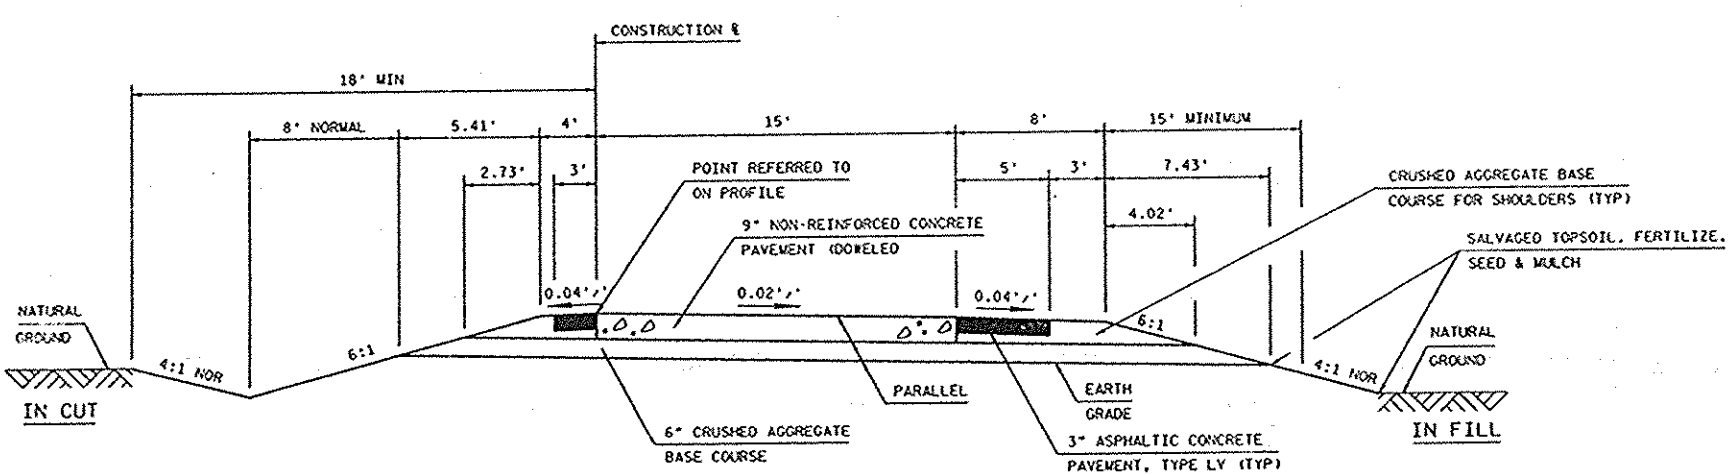 CONSTRUCTION ℄
18' MIN
8' NORMAL
5.41'
4'
15'
8'
15' MINIMUM
2.73'
3'
POINT REFERRED TO
ON PROFILE
5'
3'
7.43'
CRUSHED AGGREGATE BASE
COURSE FOR SHOULDERS (TYP)
4.02'
9" NON-REINFORCED CONCRETE
PAVEMENT (DOWELED
SALVAGED TOPSOIL, FERTILIZE,
SEED & MULCH
0.04'/'
0.02'/'
0.04'/'
NATURAL
GROUND
6:1
NATURAL
GROUND
4:1 NOR
6:1
4:1 NOR
PARALLEL
EARTH
GRADE
IN CUT
6" CRUSHED AGGREGATE
BASE COURSE
3" ASPHALTIC CONCRETE
PAVEMENT, TYPE LV (TYP)
IN FILL